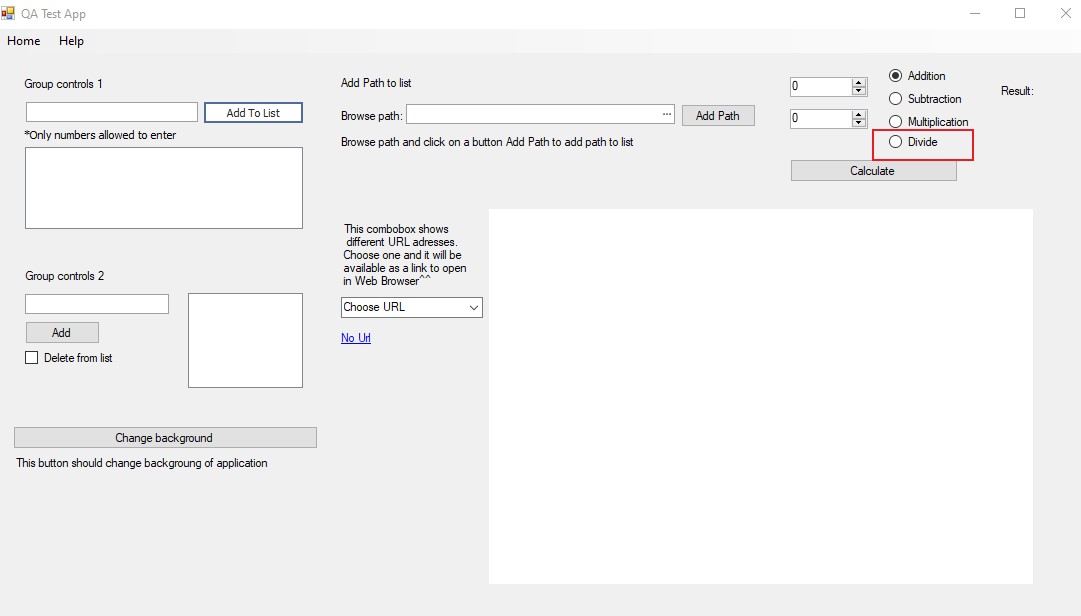 QA Test App
Home Help
Group controls 1
Add To List
*Only numbers allowed to enter
Group controls 2
Add
Delete from list
Change background
This button should change backgroung of application
Add Path to list
Browse path: ... Add Path
Browse path and click on a button Add Path to add path to list
This combobox shows
different URL adresses.
Choose one and it will be
available as a link to open
in Web Browser^^
Choose URL
No Url
0
0
Addition
Subtraction
Multiplication
Divide
Calculate
Result: